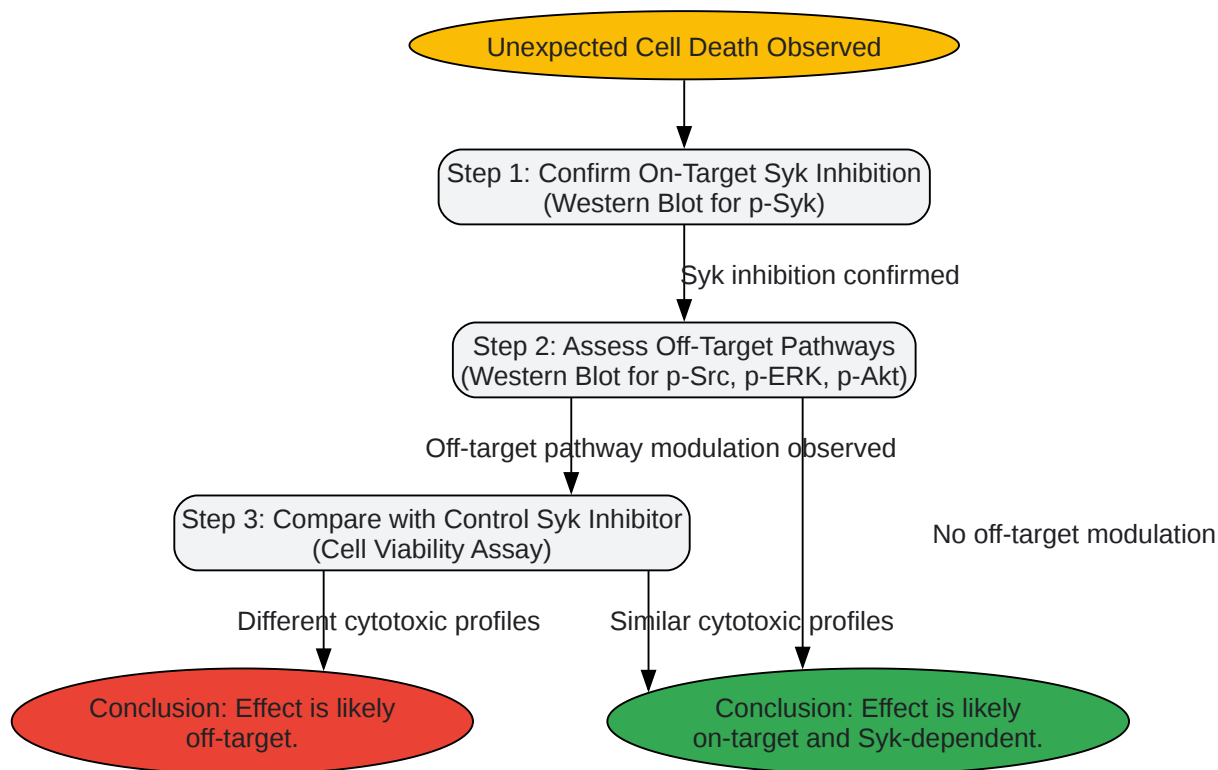 Unexpected Cell Death Observed
Step 1: Confirm On-Target Syk Inhibition
(Western Blot for p-Syk)
Syk inhibition confirmed
Step 2: Assess Off-Target Pathways
(Western Blot for p-Src, p-ERK, p-Akt)
Off-target pathway modulation observed
Step 3: Compare with Control Syk Inhibitor
(Cell Viability Assay)
No off-target modulation
Different cytotoxic profiles
Similar cytotoxic profiles
Conclusion: Effect is likely
off-target.
Conclusion: Effect is likely
on-target and Syk-dependent.